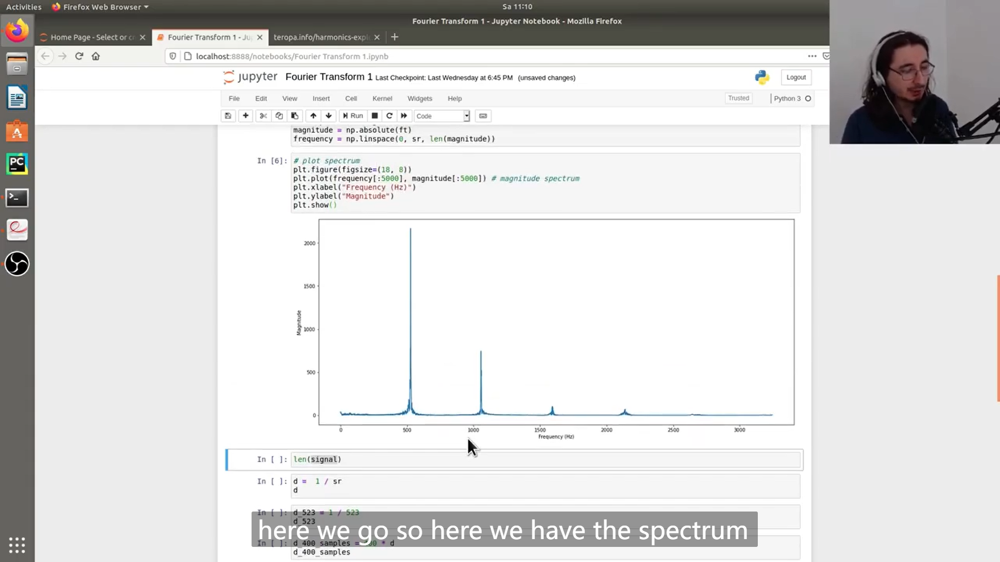 Activities
Firefox Web Browser
Sa 11:10
Fourier Transform 1 - Jupyter Notebook - Mozilla Firefox
Home Page - Select or cr
Fourier Transform 1 - Ju
teropa.info/harmonics-expl
localhost:8888/notebooks/Fourier Transform 1.ipynb
jupyter Fourier Transform 1 Last Checkpoint: Last Wednesday at 6:45 PM (unsaved changes)
Logout
File Edit View Insert Cell Kernel Widgets Help
Trusted
Python 3
Run
Code
PC
magnitude = np.absolute(ft)
frequency = np.linspace(0, sr, len(magnitude))
In [6]: # plot spectrum
plt.figure(figsize=(18, 8))
plt.plot(frequency[:5000], magnitude[:5000]) # magnitude spectrum
plt.xlabel("Frequency (Hz)")
plt.ylabel("Magnitude")
plt.show()
2000
1500
1000
500
0
Magnitude
0 500 1000 1500 2000 2500 3000
Frequency (Hz)
In [ ]: len(signal)
In [ ]: d = 1 / sr
d
In [ ]: d_523 = 1 / 523
d_523
here we go so here we have the spectrum
In [ ]: d_400_samples = 400 * d
d_400_samples